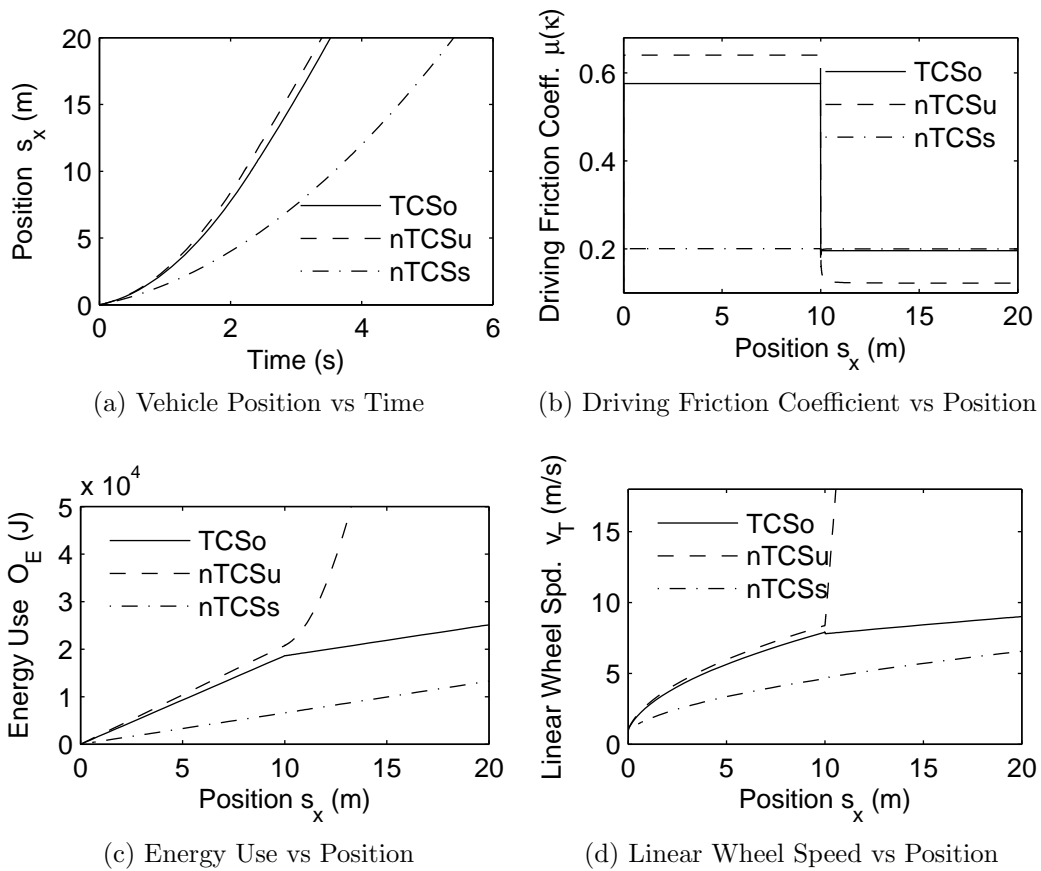 20
15
10
5
0
0 2 4 6
Position s_x (m)
Time (s)
TCSo
nTCSu
nTCSs
(a) Vehicle Position vs Time
0.6
0.4
0.2
0 5 10 15 20
Driving Friction Coeff. μ(κ)
Position s_x (m)
TCSo
nTCSu
nTCSs
(b) Driving Friction Coefficient vs Position
x 10^4
5
4
3
2
1
0
0 5 10 15 20
Energy Use O_E (J)
Position s_x (m)
TCSo
nTCSu
nTCSs
(c) Energy Use vs Position
15
10
5
0
0 5 10 15 20
Linear Wheel Spd. v_T (m/s)
Position s_x (m)
TCSo
nTCSu
nTCSs
(d) Linear Wheel Speed vs Position